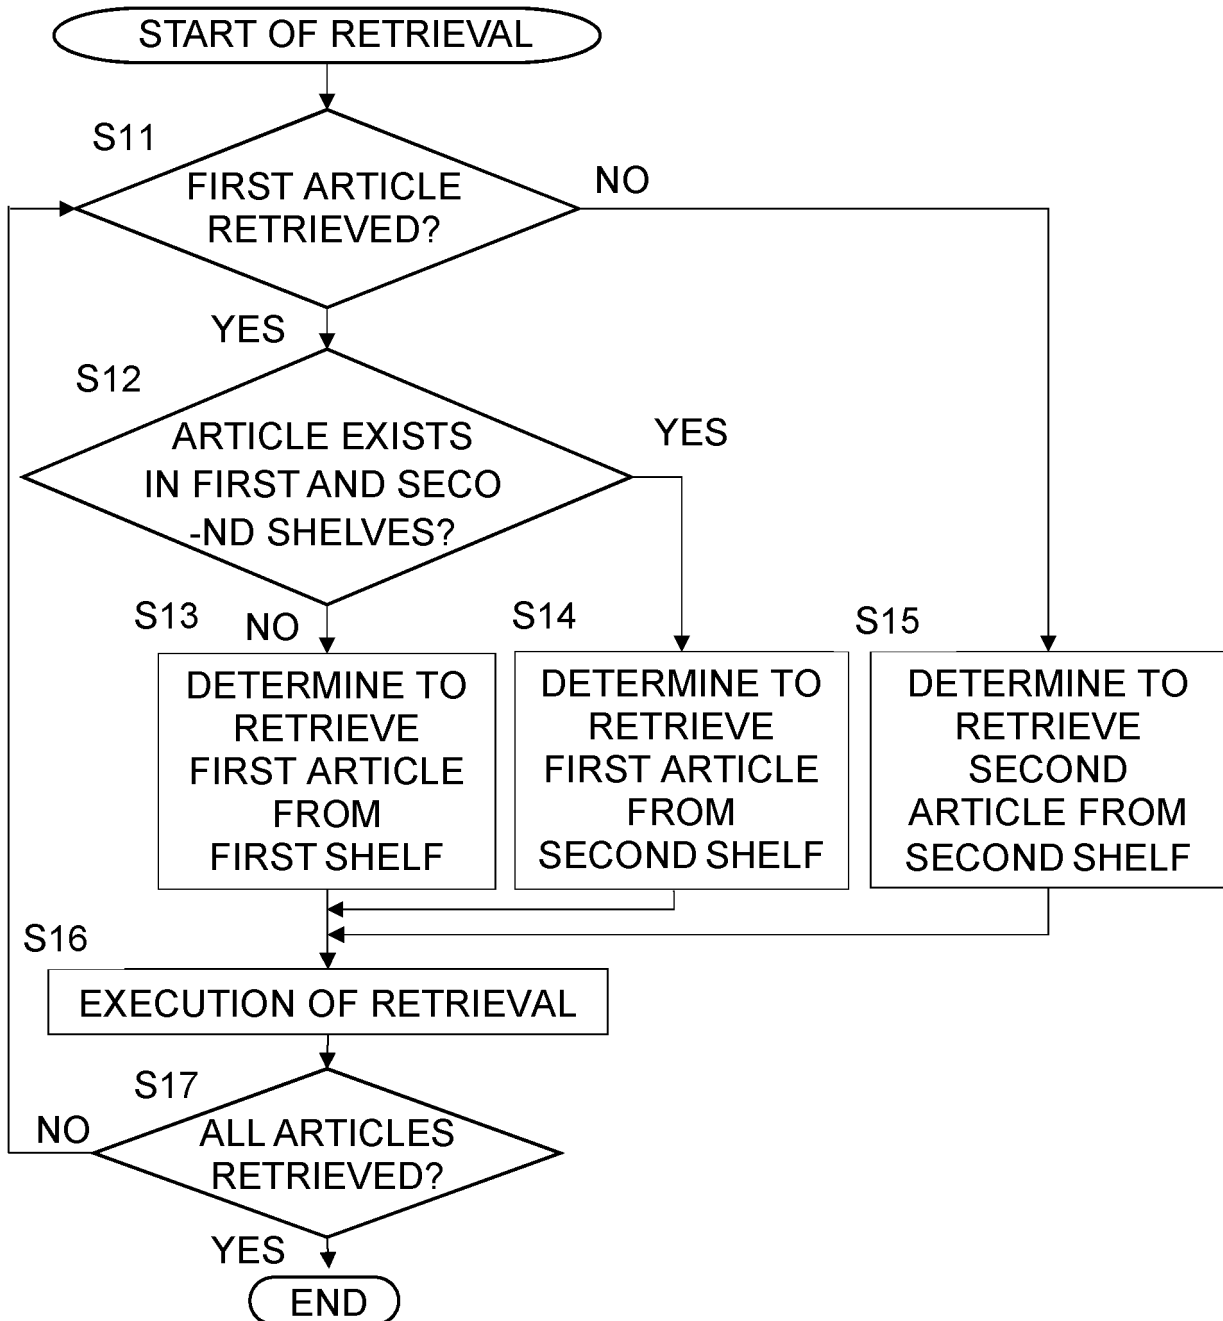 START OF RETRIEVAL
S11
FIRST ARTICLE
RETRIEVED?
NO
YES
S12
ARTICLE EXISTS
IN FIRST AND SECO
-ND SHELVES?
YES
NO
S13
DETERMINE TO
RETRIEVE
FIRST ARTICLE
FROM
FIRST SHELF
S14
DETERMINE TO
RETRIEVE
FIRST ARTICLE
FROM
SECOND SHELF
S15
DETERMINE TO
RETRIEVE
SECOND
ARTICLE FROM
SECOND SHELF
S16
EXECUTION OF RETRIEVAL
S17
ALL ARTICLES
RETRIEVED?
NO
YES
END